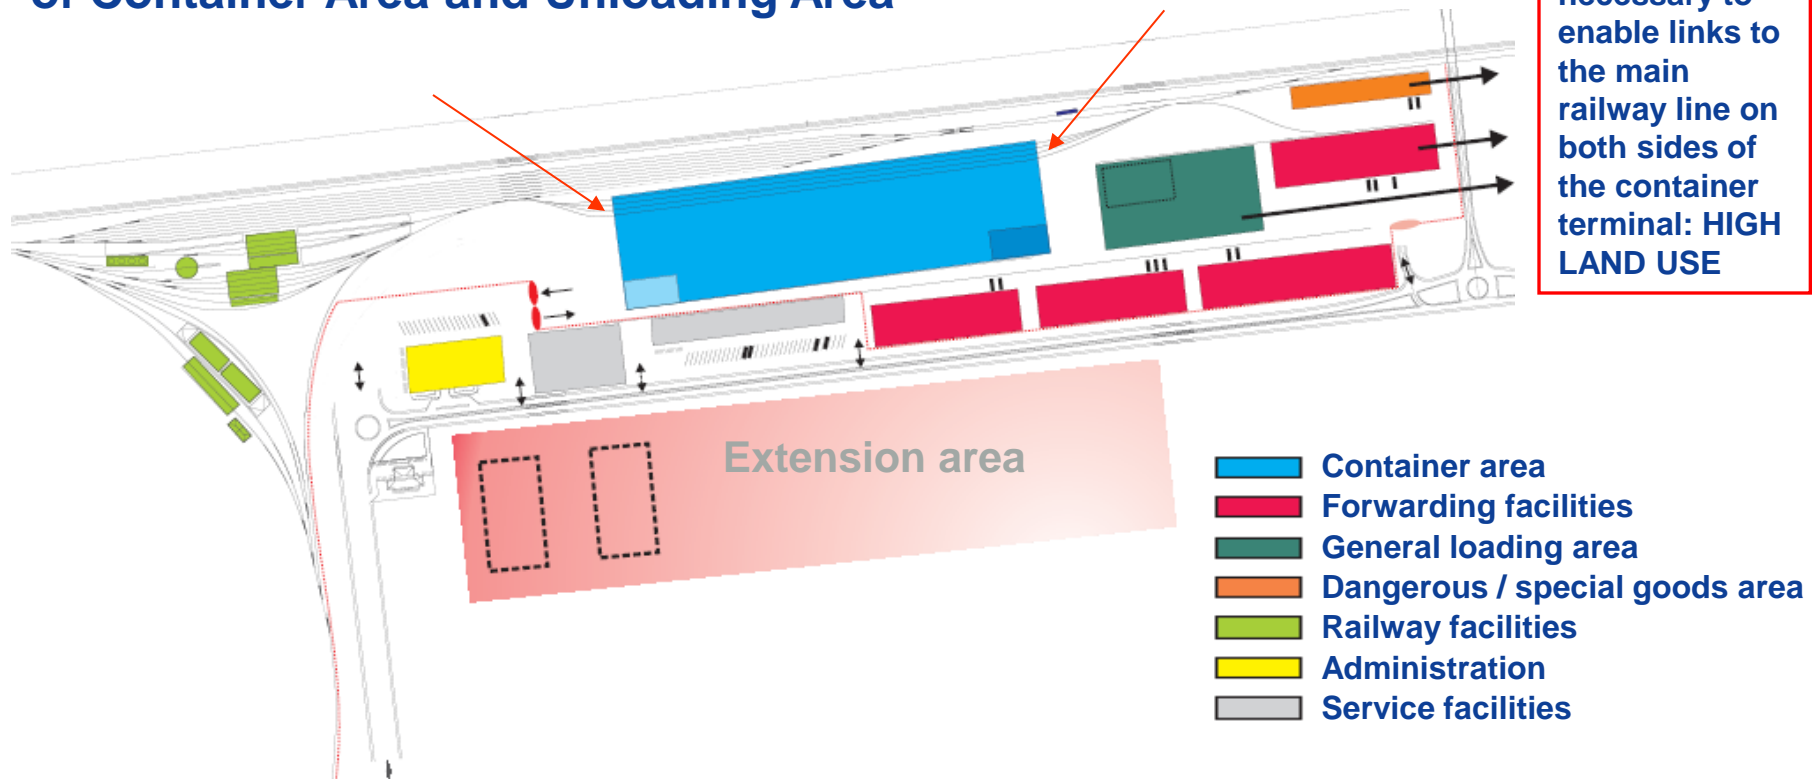 of Container Area and Unloading Area
necessary to
enable links to
the main
railway line on
both sides of
the container
terminal: HIGH
LAND USE
Extension area
Container area
Forwarding facilities
General loading area
Dangerous / special goods area
Railway facilities
Administration
Service facilities